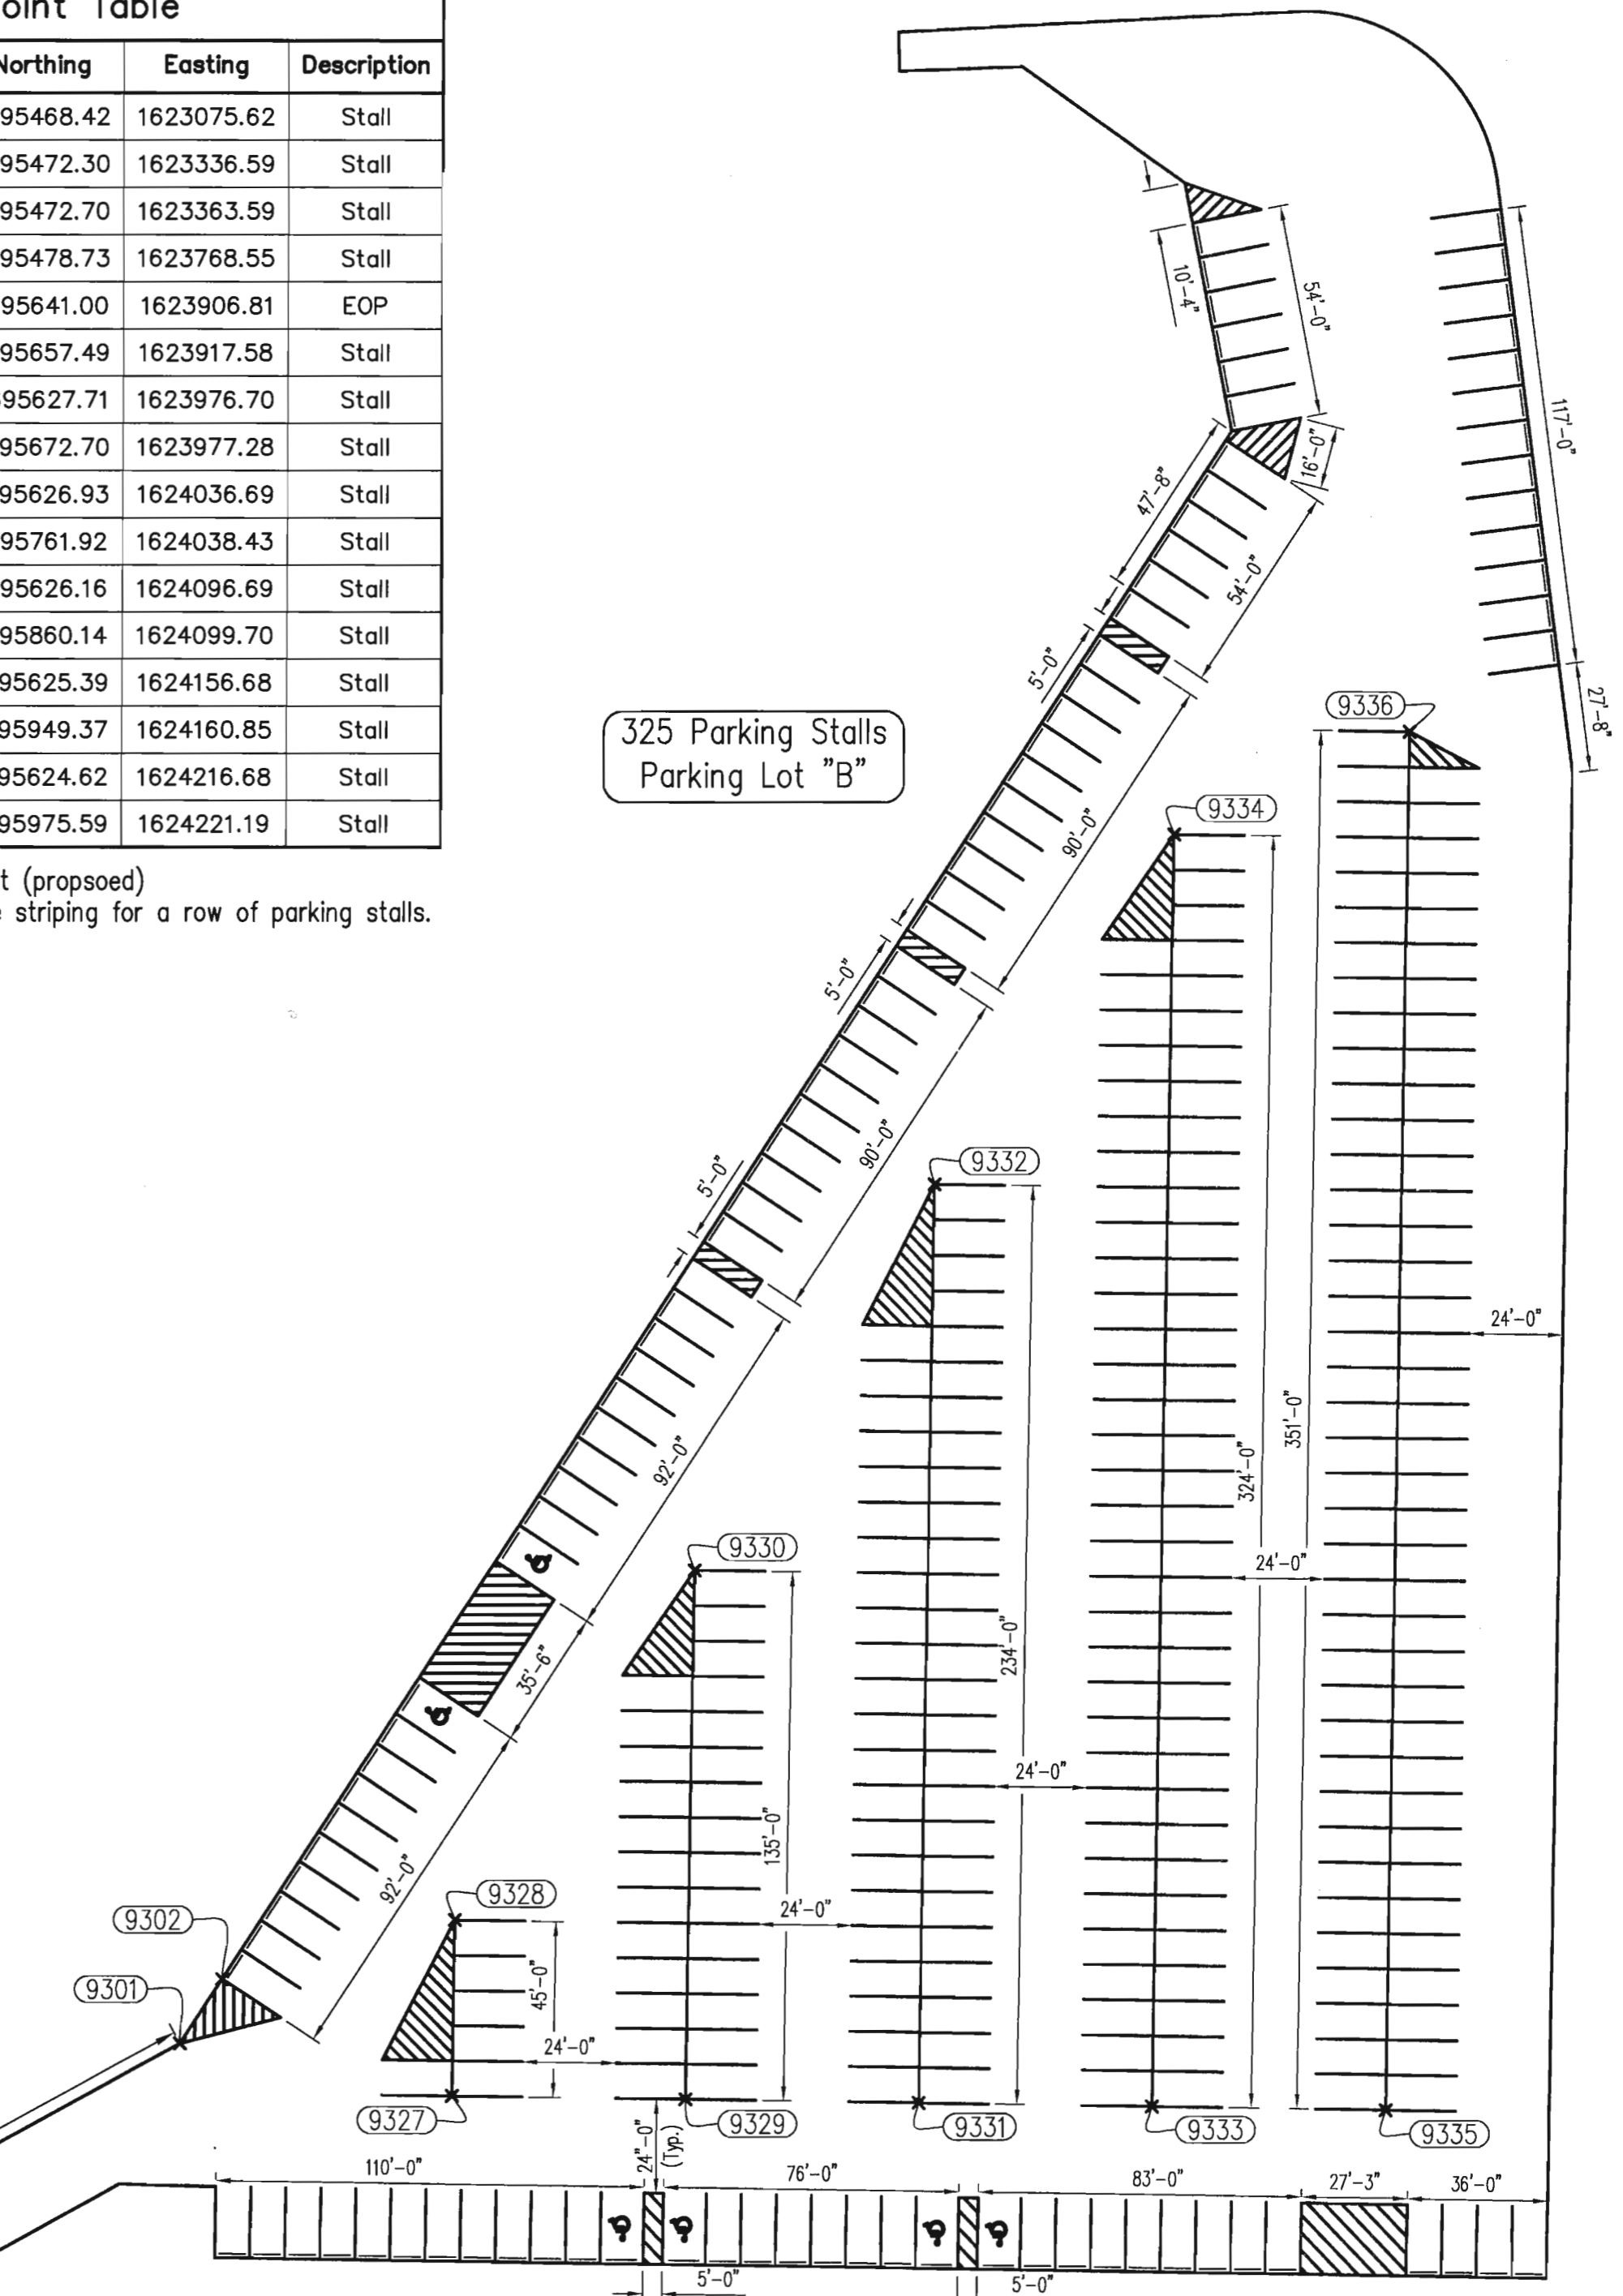 oint Table
Northing Easting Description
95468.42 1623075.62 Stall
95472.30 1623336.59 Stall
95472.70 1623363.59 Stall
95478.73 1623768.55 Stall
95641.00 1623906.81 EOP
95657.49 1623917.58 Stall
95627.71 1623976.70 Stall
95672.70 1623977.28 Stall
95626.93 1624036.69 Stall
95761.92 1624038.43 Stall
95626.16 1624096.69 Stall
95860.14 1624099.70 Stall
95625.39 1624156.68 Stall
95949.37 1624160.85 Stall
95624.62 1624216.68 Stall
95975.59 1624221.19 Stall
t (propsoed)
striping for a row of parking stalls.
10'-4"
54'-0"
117'-0"
16'-0"
47'-8"
54'-0"
5'-0"
27'-8"
325 Parking Stalls
Parking Lot "B"
9336
9334
90'-0"
5'-0"
90'-0"
9332
5'-0"
24'-0"
351'-0"
324'-0"
92'-0"
9330
24'-0"
234'-0"
35'-6"
24'-0"
135'-0"
92'-0"
9328
24'-0"
9302
9301
45'-0"
24'-0"
9327
9329
9331
9333
9335
24"-0"
(Typ.)
110'-0"
76'-0"
83'-0"
27'-3"
36'-0"
5'-0"
5'-0"